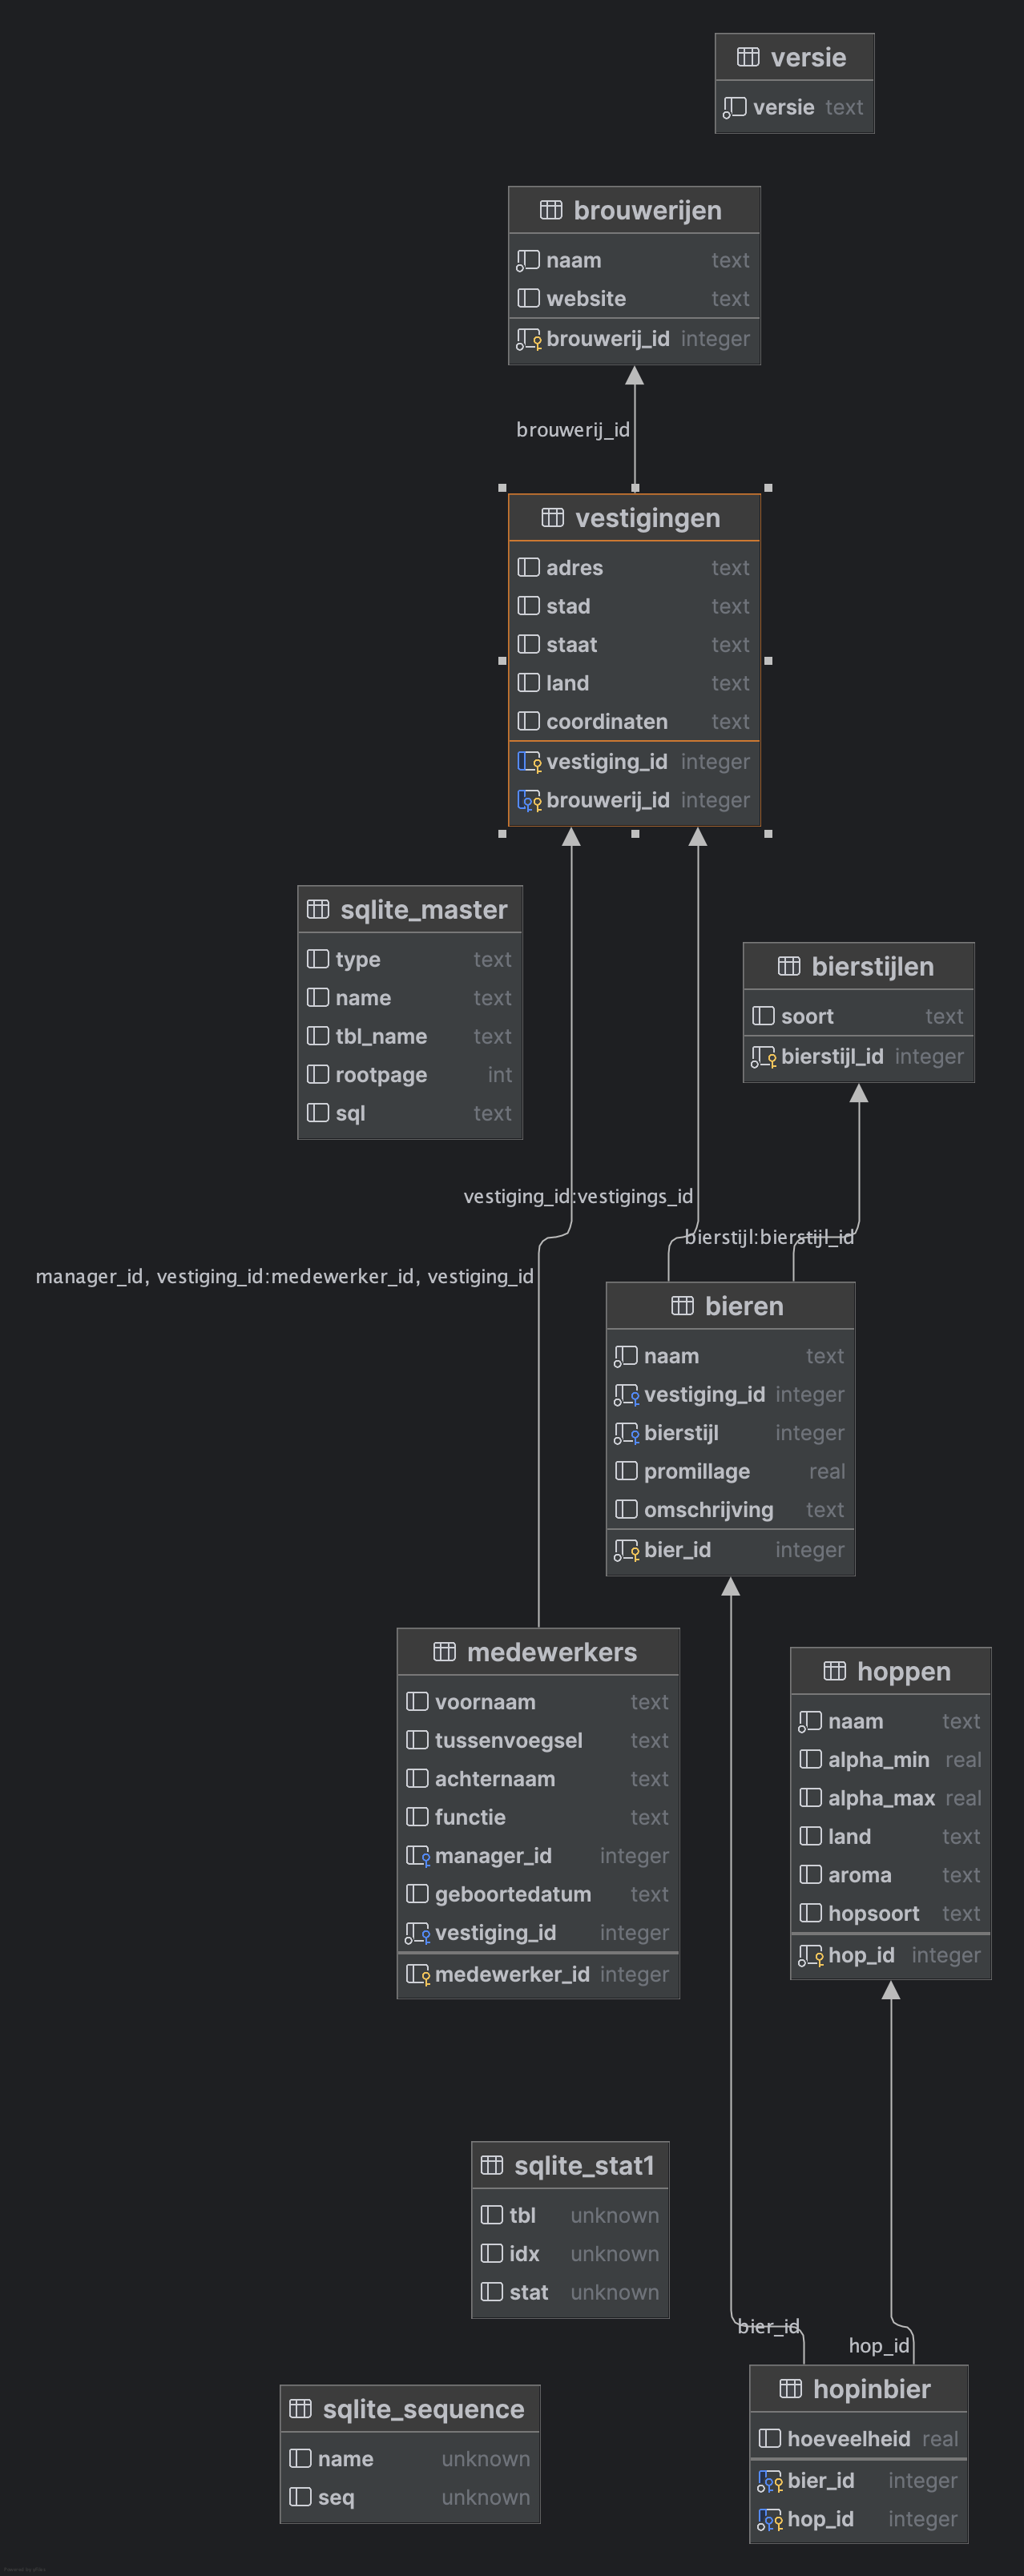 versie
versie text
brouwerijen
naam text
website text
brouwerij_id integer
brouwerij_id
vestigingen
adres text
stad text
staat text
land text
coordinaten text
vestiging_id integer
brouwerij_id integer
sqlite_master
type text
name text
tbl_name text
rootpage int
sql text
bierstijlen
soort text
bierstijl_id integer
vestiging_id:vestigings_id
bierstijl:bierstijl_id
manager_id, vestiging_id:medewerker_id, vestiging_id
bieren
naam text
vestiging_id integer
bierstijl integer
promillage real
omschrijving text
bier_id integer
medewerkers
voornaam text
tussenvoegsel text
achternaam text
functie text
manager_id integer
geboortedatum text
vestiging_id integer
medewerker_id integer
hoppen
naam text
alpha_min real
alpha_max real
land text
aroma text
hopsoort text
hop_id integer
sqlite_stat1
tbl unknown
idx unknown
stat unknown
bier_id
hop_id
sqlite_sequence
name unknown
seq unknown
hopinbier
hoeveelheid real
bier_id integer
hop_id integer